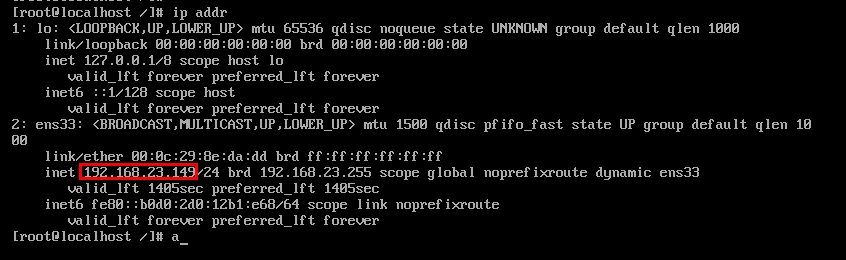 [root@localhost /]# ip addr
1: lo: <LOOPBACK,UP,LOWER_UP> mtu 65536 qdisc noqueue state UNKNOWN group default qlen 1000
    link/loopback 00:00:00:00:00:00 brd 00:00:00:00:00:00
    inet 127.0.0.1/8 scope host lo
       valid_lft forever preferred_lft forever
    inet6 ::1/128 scope host
       valid_lft forever preferred_lft forever
2: ens33: <BROADCAST,MULTICAST,UP,LOWER_UP> mtu 1500 qdisc pfifo_fast state UP group default qlen 10
00
    link/ether 00:0c:29:8e:da:dd brd ff:ff:ff:ff:ff:ff
    inet 192.168.23.149/24 brd 192.168.23.255 scope global noprefixroute dynamic ens33
       valid_lft 1405sec preferred_lft 1405sec
    inet6 fe80::b0d0:2d0:12b1:e68/64 scope link noprefixroute
       valid_lft forever preferred_lft forever
[root@localhost /]# a_